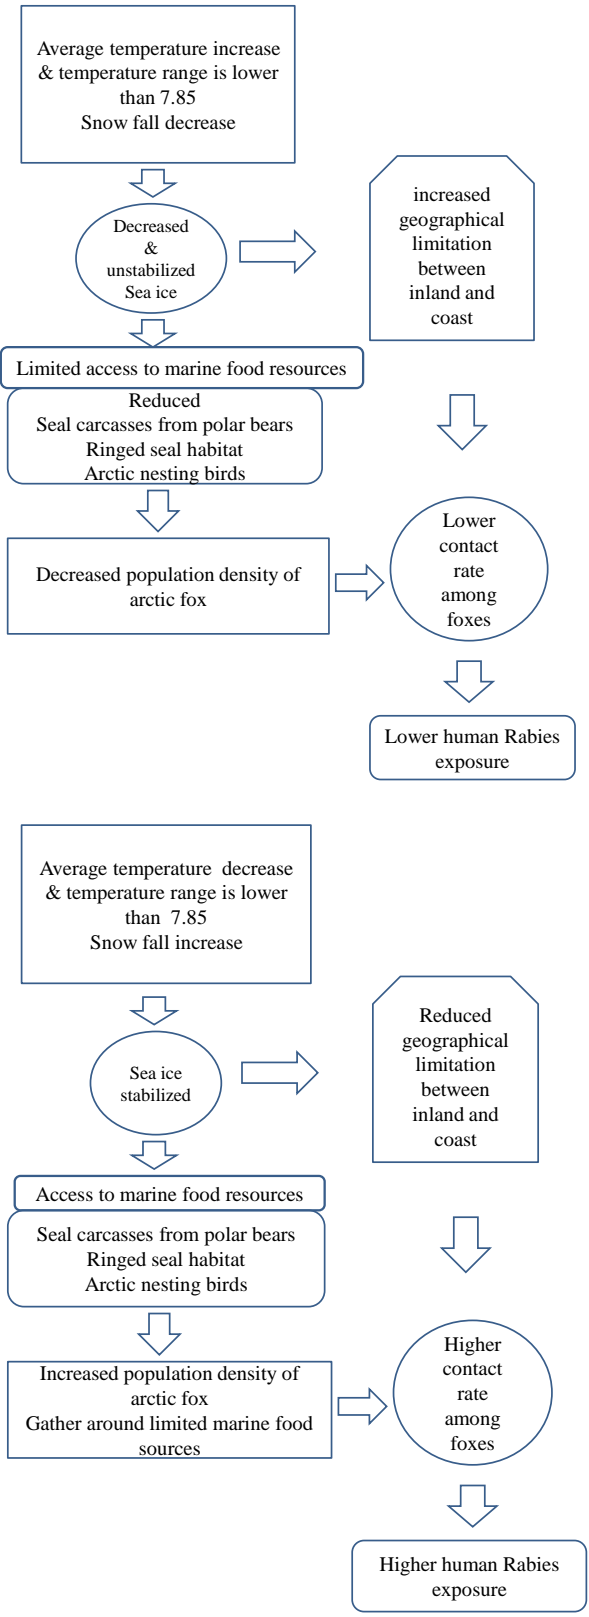 Average temperature increase
& temperature range is lower
than 7.85
Snow fall decrease
Decreased
&
unstabilized
Sea ice
increased
geographical
limitation
between
inland and
coast
Limited access to marine food resources
Reduced
Seal carcasses from polar bears
Ringed seal habitat
Arctic nesting birds
Decreased population density of
arctic fox
Lower
contact
rate
among
foxes
Lower human Rabies
exposure
Average temperature decrease
& temperature range is lower
than 7.85
Snow fall increase
Sea ice
stabilized
Reduced
geographical
limitation
between
inland and
coast
Access to marine food resources
Seal carcasses from polar bears
Ringed seal habitat
Arctic nesting birds
Increased population density of
arctic fox
Gather around limited marine food
sources
Higher
contact
rate
among
foxes
Higher human Rabies
exposure